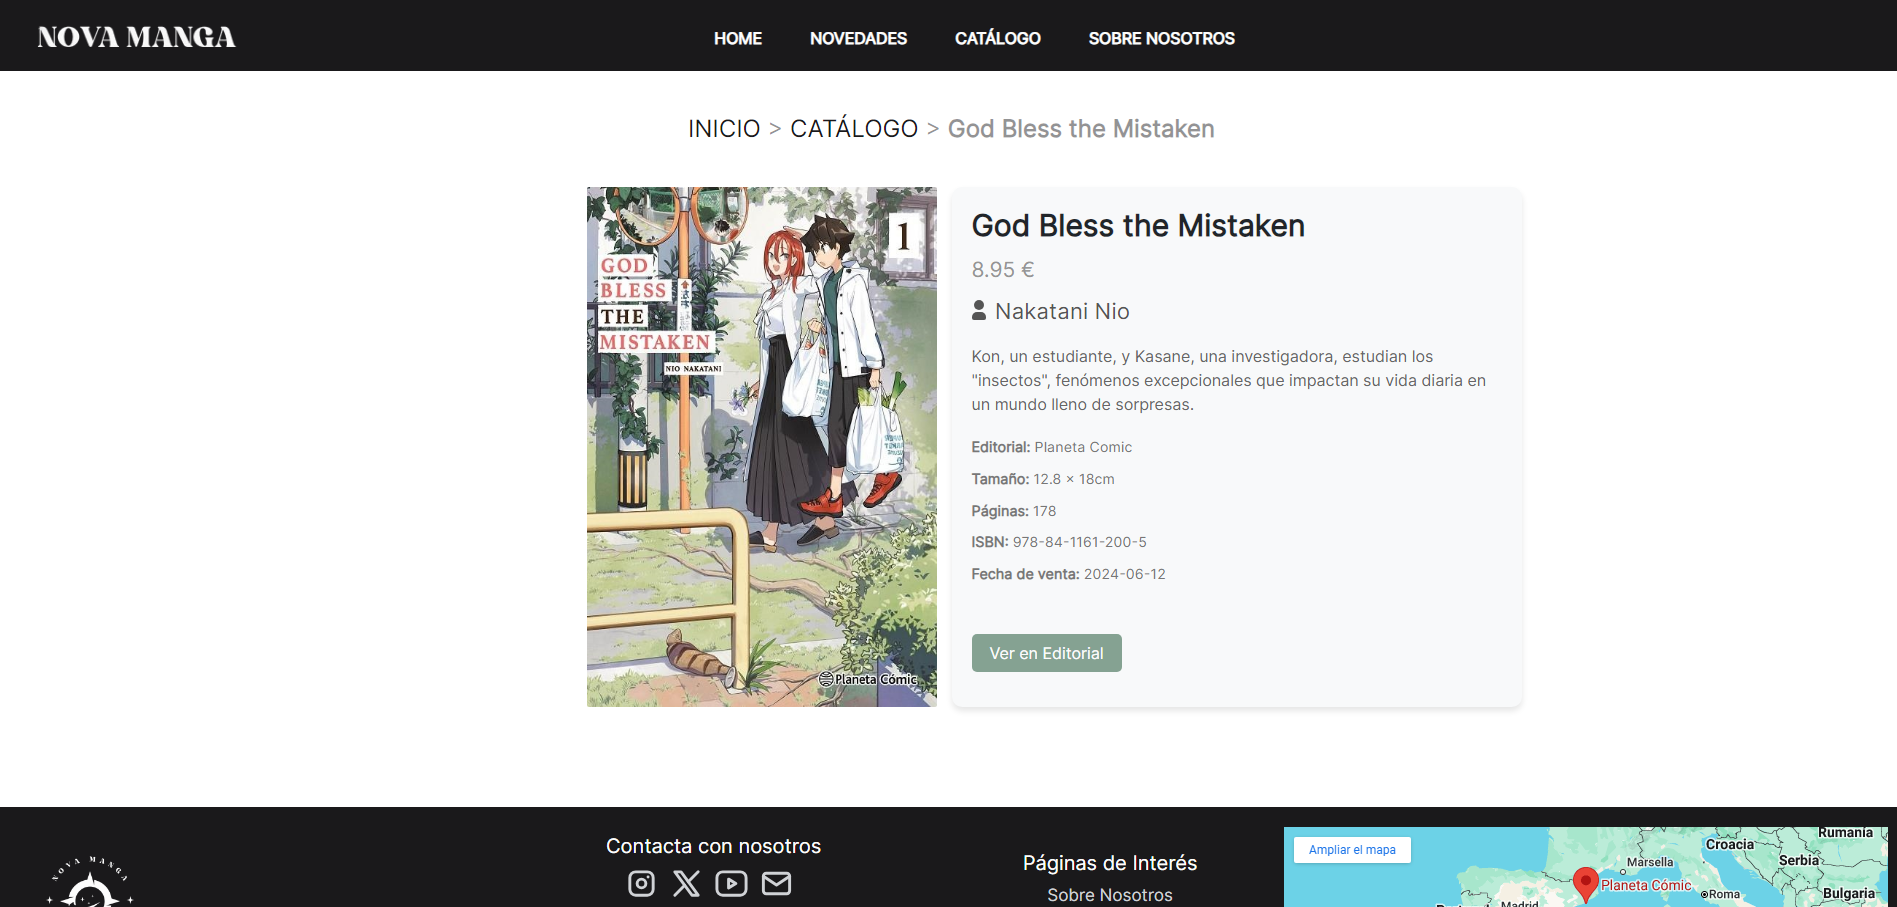 NOVA MANGA
HOME NOVEDADES CATÁLOGO SOBRE NOSOTROS
INICIO > CATÁLOGO > God Bless the Mistaken
1
GOD
BLESS
THE
MISTAKEN
NIO NAKATANI
Planeta Cómic
God Bless the Mistaken
8.95 €
Nakatani Nio
Kon, un estudiante, y Kasane, una investigadora, estudian los
"insectos", fenómenos excepcionales que impactan su vida diaria en
un mundo lleno de sorpresas.
Editorial: Planeta Comic
Tamaño: 12.8 × 18cm
Páginas: 178
ISBN: 978-84-1161-200-5
Fecha de venta: 2024-06-12
Ver en Editorial
NOVA MANGA
Contacta con nosotros
Páginas de Interés
Sobre Nosotros
Ampliar el mapa
Rumanía
Croacia
Serbia
Marsella
Planeta Cómic
Roma
Bulgaria
Madrid